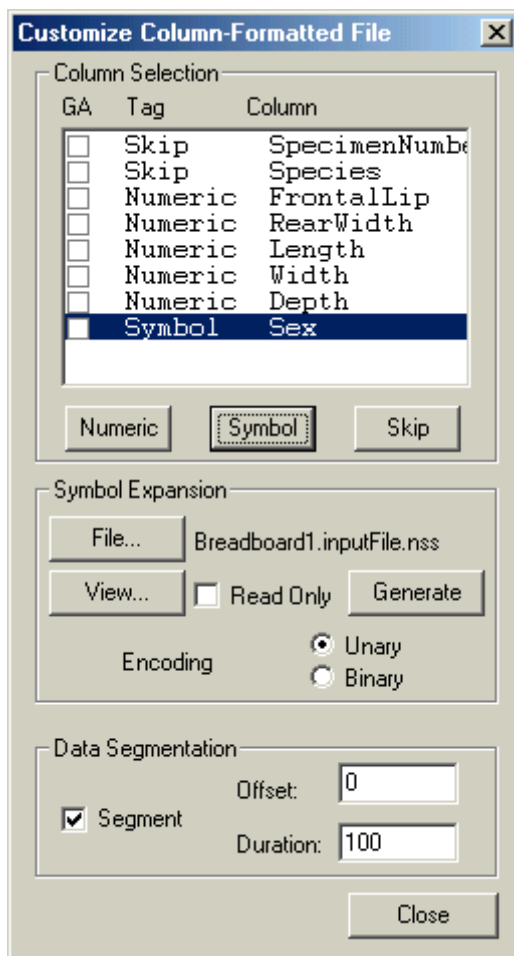 Customize Column-Formatted File
Column Selection
GA Tag Column
Skip SpecimenNumbe
Skip Species
Numeric FrontalLip
Numeric RearWidth
Numeric Length
Numeric Width
Numeric Depth
Symbol Sex
Numeric Symbol Skip
Symbol Expansion
File... Breadboard1.inputFile.nss
View... Read Only Generate
Encoding
Unary
Binary
Data Segmentation
Offset: 0
Segment
Duration: 100
Close